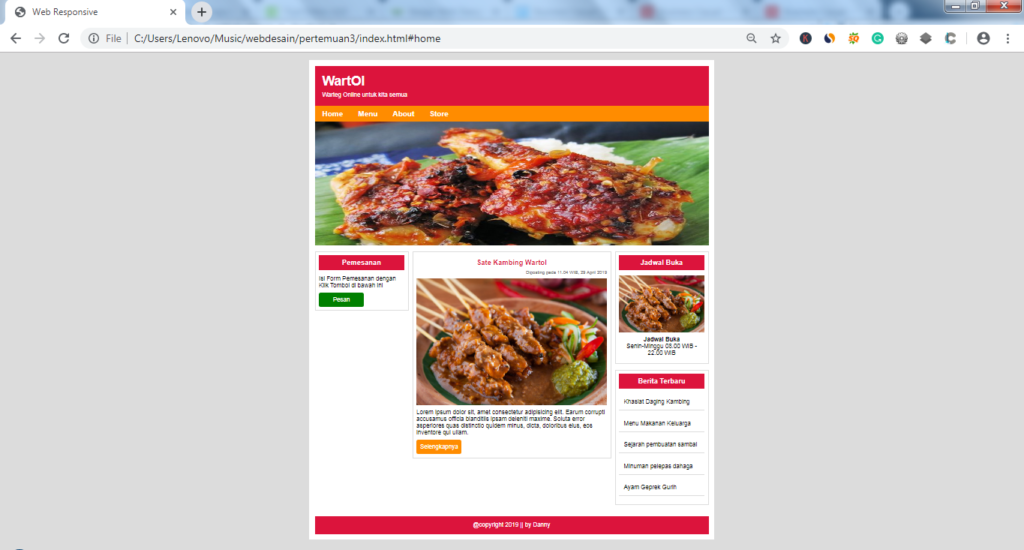 Web Responsive
File
C:/Users/Lenovo/Music/webdesain/pertemuan3/index.html#home
WartOl
Warteg Online untuk kita semua
Home Menu About Store
Pemesanan
Isi Form Pemesanan dengan
Klik Tombol di bawah ini
Pesan
Sate Kambing Wartol
Diposting pada 11.04 WIB, 28 April 2019
Lorem ipsum dolor sit, amet consectetur adipisicing elit. Earum corrupti
accusamus officia blanditiis ipsam deleniti maxime. Soluta error
asperiores quas distinctio quidem minus, dicta, doloribus eius, eos
inventore qui ullam.
Selengkapnya
Jadwal Buka
Jadwal Buka
Senin-Minggu 08.00 WIB -
22.00 WIB
Berita Terbaru
Khasiat Daging Kambing
Menu Makanan Keluarga
Sejarah pembuatan sambal
Minuman pelepas dahaga
Ayam Geprek Gurih
@copyright 2019 || by Danny